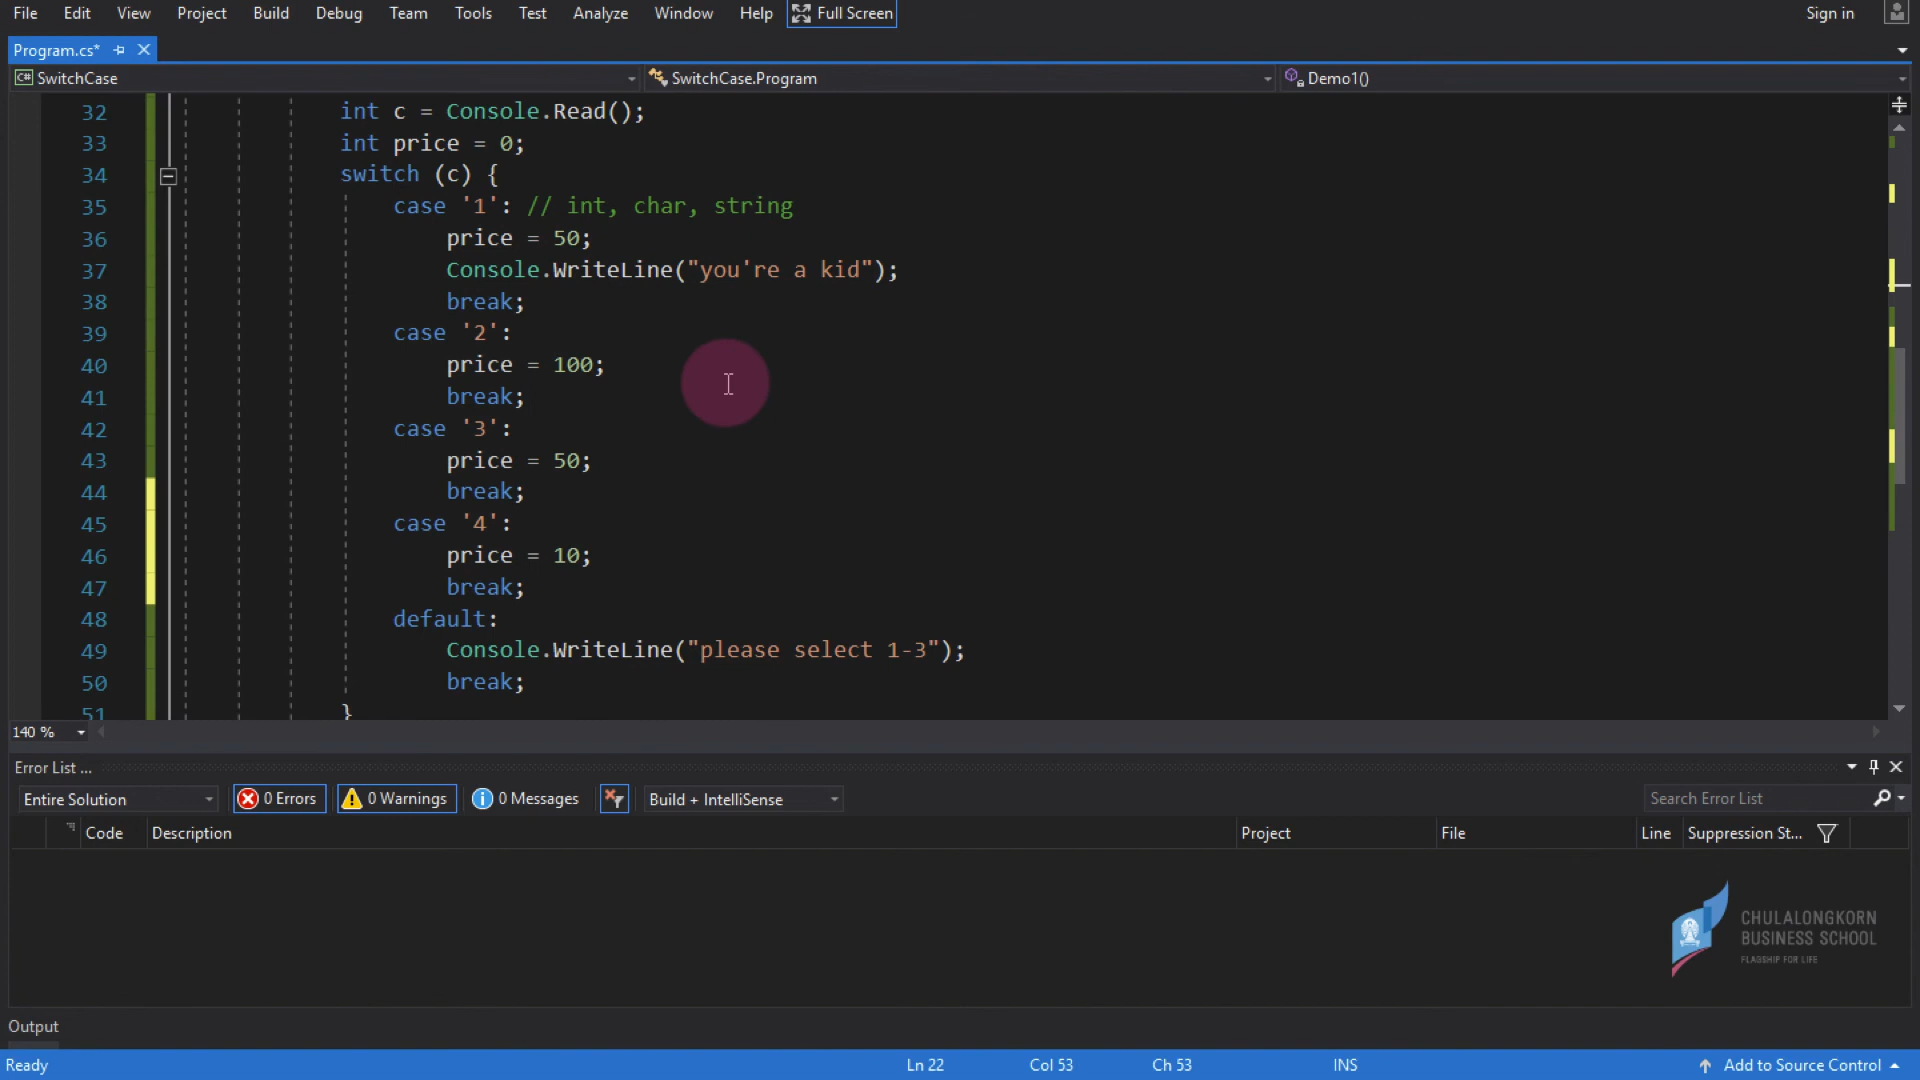 File Edit View Project Build Debug Team Tools Test Analyze Window Help Full Screen Sign in
Program.cs*
C# SwitchCase SwitchCase.Program Demo1()
32 int c = Console.Read();
33 int price = 0;
34 switch (c) {
35 case '1': // int, char, string
36 price = 50;
37 Console.WriteLine("you're a kid");
38 break;
39 case '2':
40 price = 100;
41 break;
42 case '3':
43 price = 50;
44 break;
45 case '4':
46 price = 10;
47 break;
48 default:
49 Console.WriteLine("please select 1-3");
50 break;
51 }
140 %
Error List ...
Entire Solution 0 Errors 0 Warnings 0 Messages Build + IntelliSense Search Error List
Code Description Project File Line Suppression St...
CHULALONGKORN
BUSINESS SCHOOL
FLAGSHIP FOR LIFE
Output
Ready Ln 22 Col 53 Ch 53 INS Add to Source Control